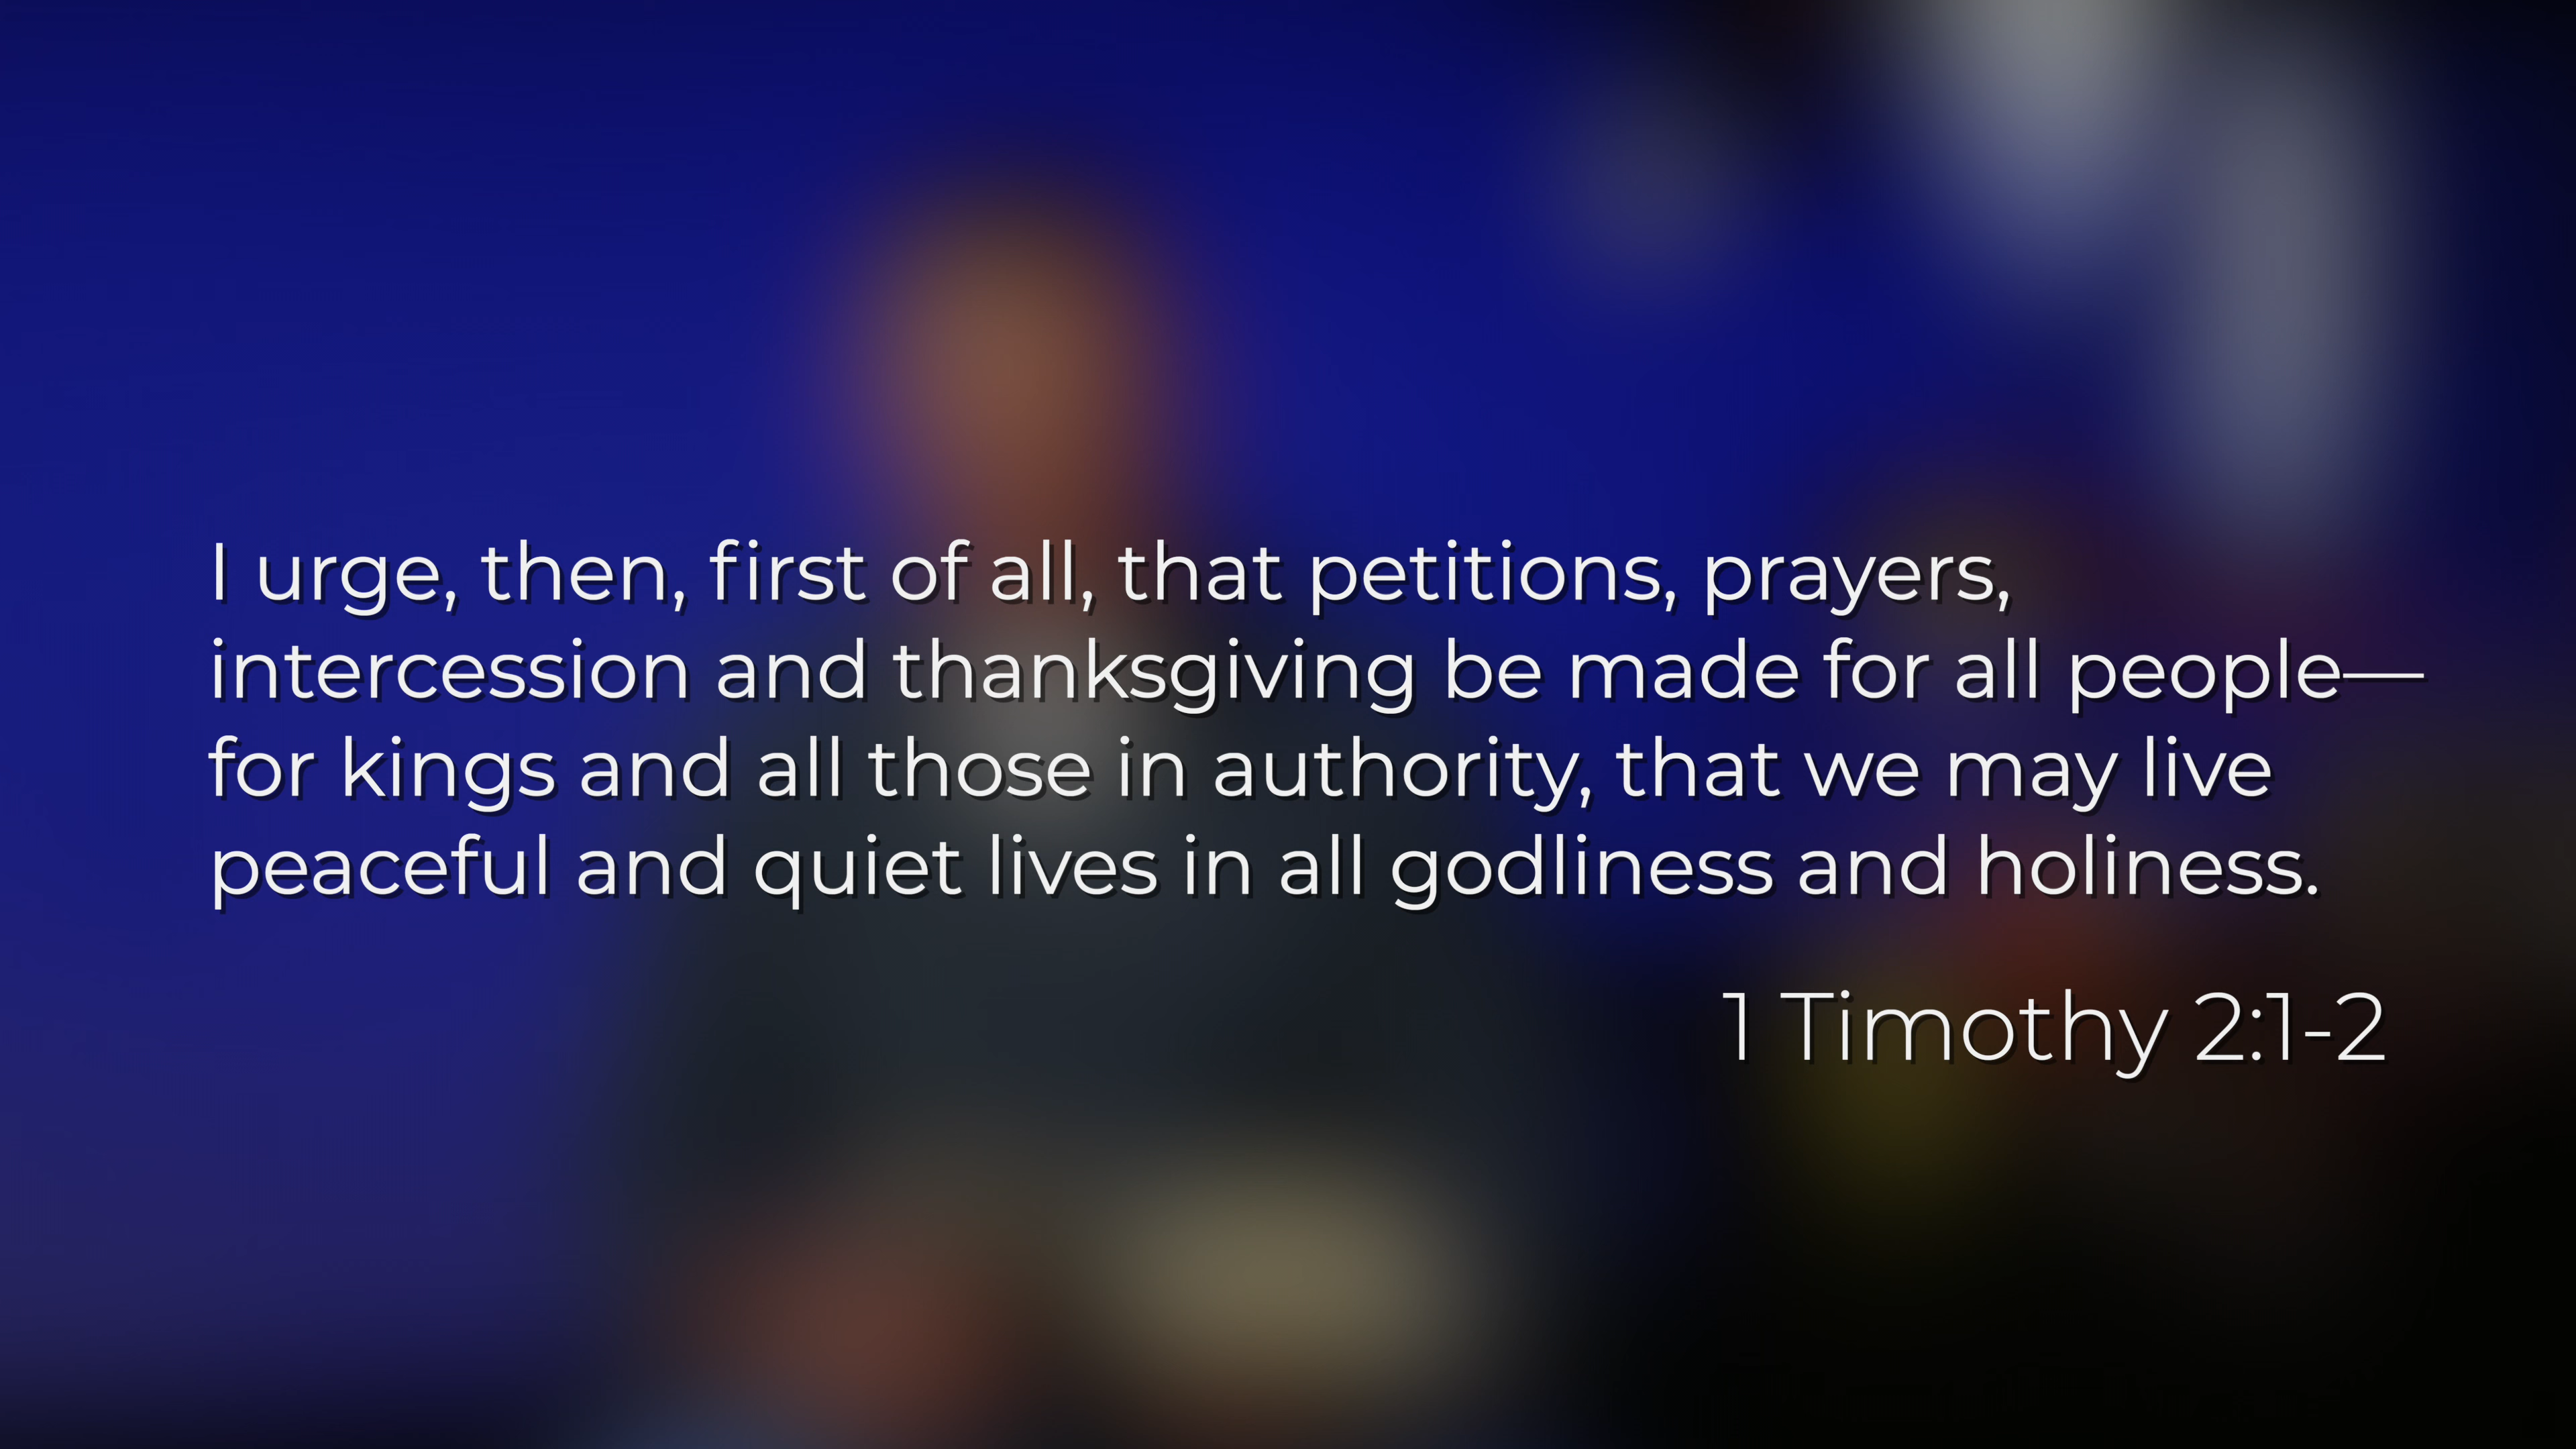 I urge, then, first of all, that petitions, prayers,
intercession and thanksgiving be made for all people—
for kings and all those in authority, that we may live
peaceful and quiet lives in all godliness and holiness.
1 Timothy 2:1-2